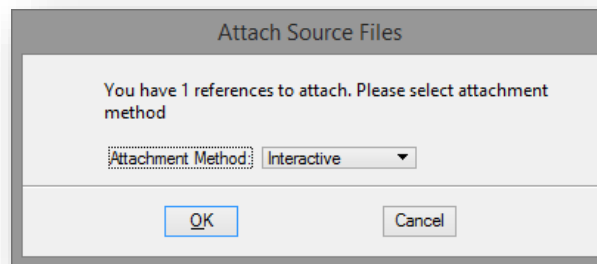 Attach Source Files
You have 1 references to attach. Please select attachment
method
Attachment Method: Interactive
OK Cancel